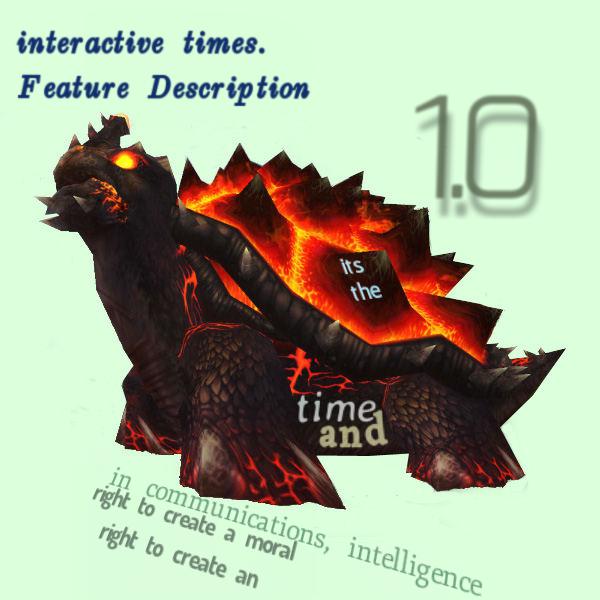 interactive times.
Feature Description
1.0
its
the
time
and
in communications, intelligence
right to create a moral
right to create an